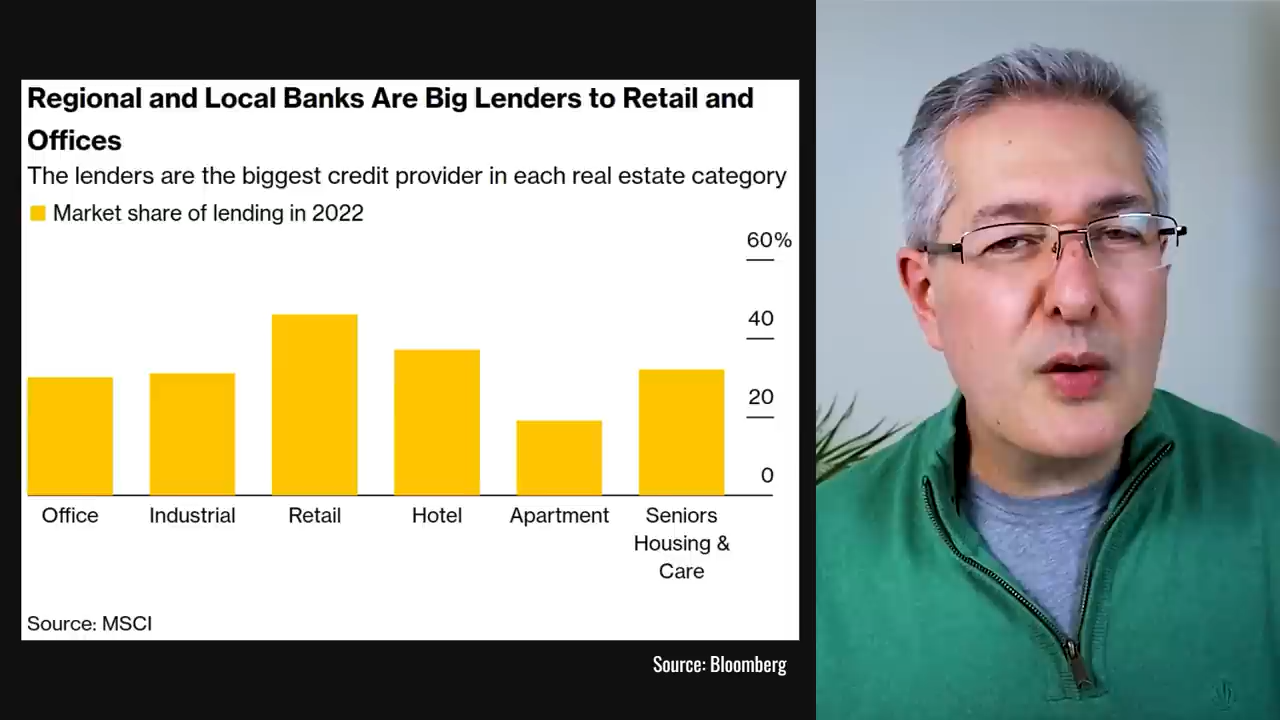 Regional and Local Banks Are Big Lenders to Retail and
Offices
The lenders are the biggest credit provider in each real estate category
Market share of lending in 2022
60%
40
20
0
Office Industrial Retail Hotel Apartment Seniors
Housing &
Care
Source: MSCI
Source: Bloomberg